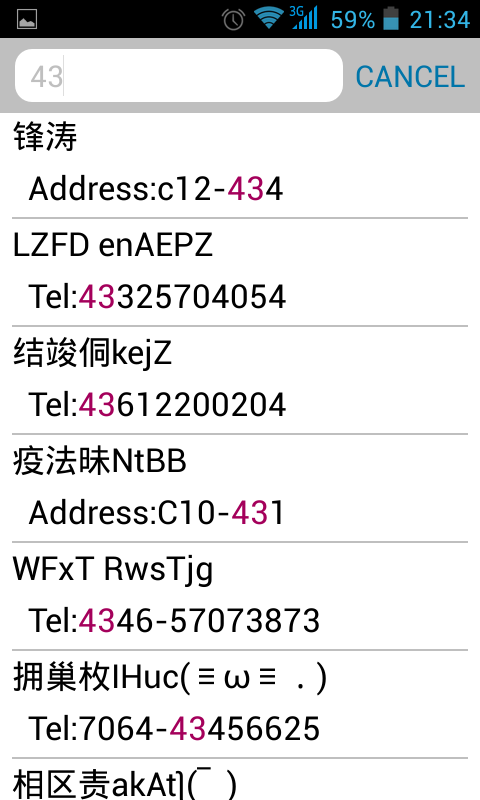 3G 59% 21:34
43 CANCEL
锋涛
Address:c12-434
LZFD enAEPZ
Tel:43325704054
结竣侗kejZ
Tel:43612200204
疫法昧NtBB
Address:C10-431
WFxT RwsTjg
Tel:4346-57073873
拥巢枚IHuc(≡ω≡ . )
Tel:7064-43456625
相区责akAt](‾ )